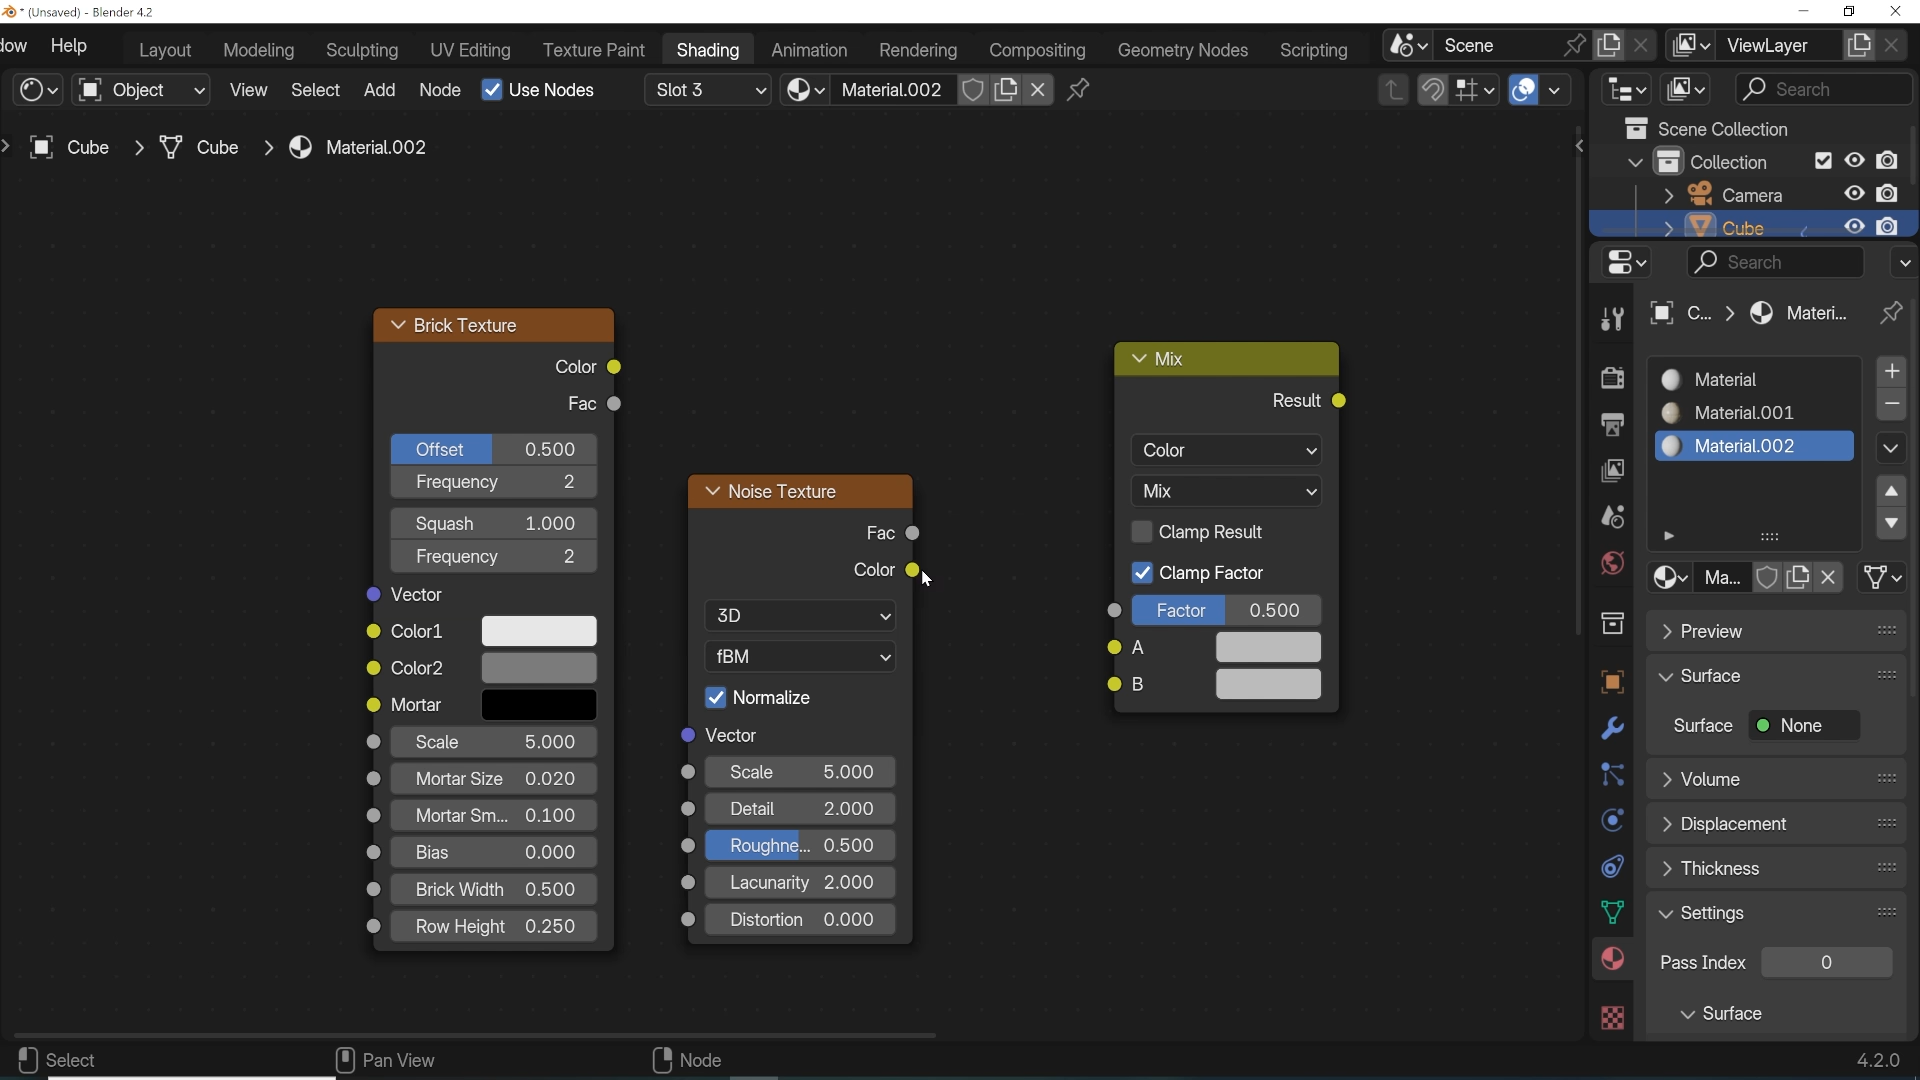 * (Unsaved) - Blender 4.2
dow Help Layout Modeling Sculpting UV Editing Texture Paint Shading Animation Rendering Compositing Geometry Nodes Scripting Scene ViewLayer
Object View Select Add Node Use Nodes Slot 3 Material.002 Search
Cube > Cube > Material.002
Scene Collection
Collection
Camera
Cube
Search
C... > Materi...
Material
Material.001
Material.002
Ma...
Preview
Surface
Surface None
Volume
Displacement
Thickness
Settings
Pass Index 0
Surface
Brick Texture
Color
Fac
Offset 0.500
Frequency 2
Squash 1.000
Frequency 2
Vector
Color1
Color2
Mortar
Scale 5.000
Mortar Size 0.020
Mortar Sm... 0.100
Bias 0.000
Brick Width 0.500
Row Height 0.250
Noise Texture
Fac
Color
3D
fBM
Normalize
Vector
Scale 5.000
Detail 2.000
Roughne... 0.500
Lacunarity 2.000
Distortion 0.000
Mix
Result
Color
Mix
Clamp Result
Clamp Factor
Factor 0.500
A
B
Select Pan View Node 4.2.0